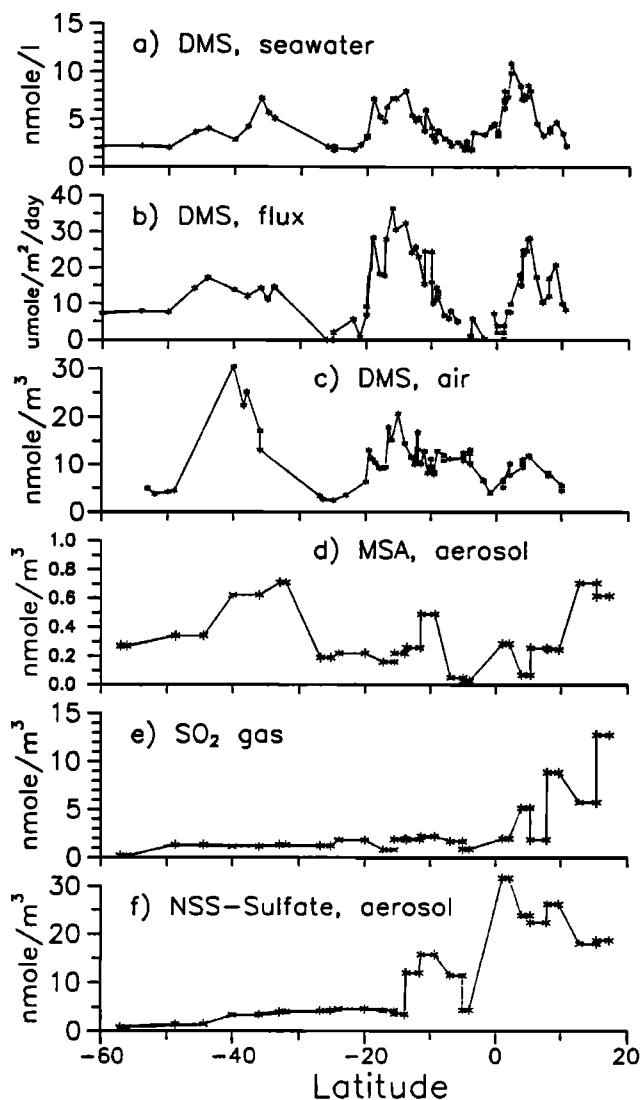 15
10
5
0
nmole/l
a) DMS, seawater
40
30
20
10
0
umole/m²/day
b) DMS, flux
30
20
10
0
nmole/m³
c) DMS, air
1.0
0.8
0.6
0.4
0.2
0.0
nmole/m³
d) MSA, aerosol
15
10
5
0
nmole/m³
e) SO₂ gas
30
20
10
0
nmole/m³
f) NSS-Sulfate, aerosol
-60 -40 -20 0 20
Latitude